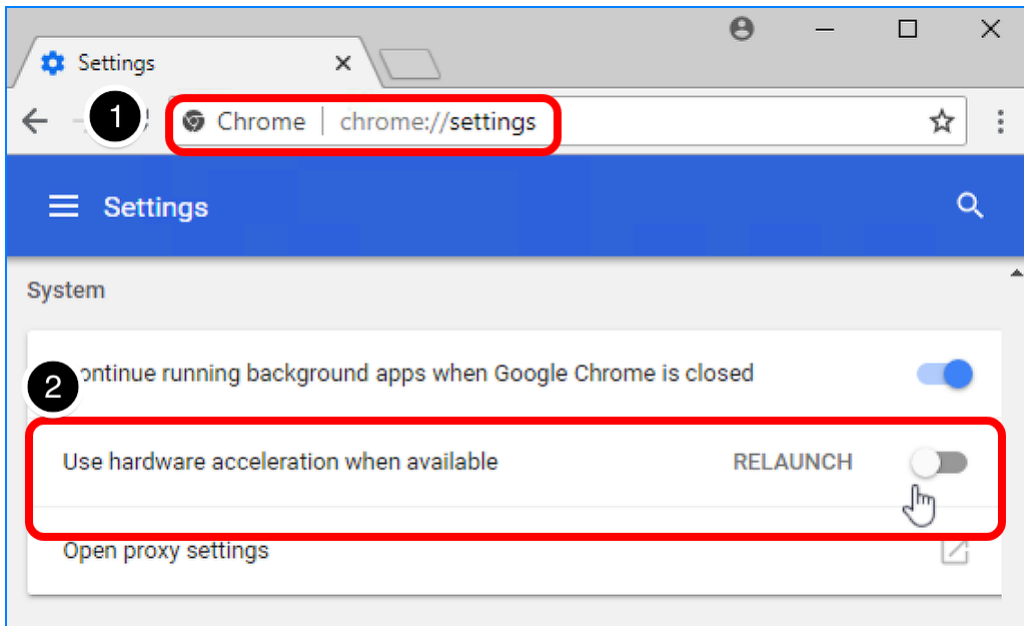 Settings
1
Chrome | chrome://settings
Settings
System
2
ontinue running background apps when Google Chrome is closed
Use hardware acceleration when available RELAUNCH
Open proxy settings